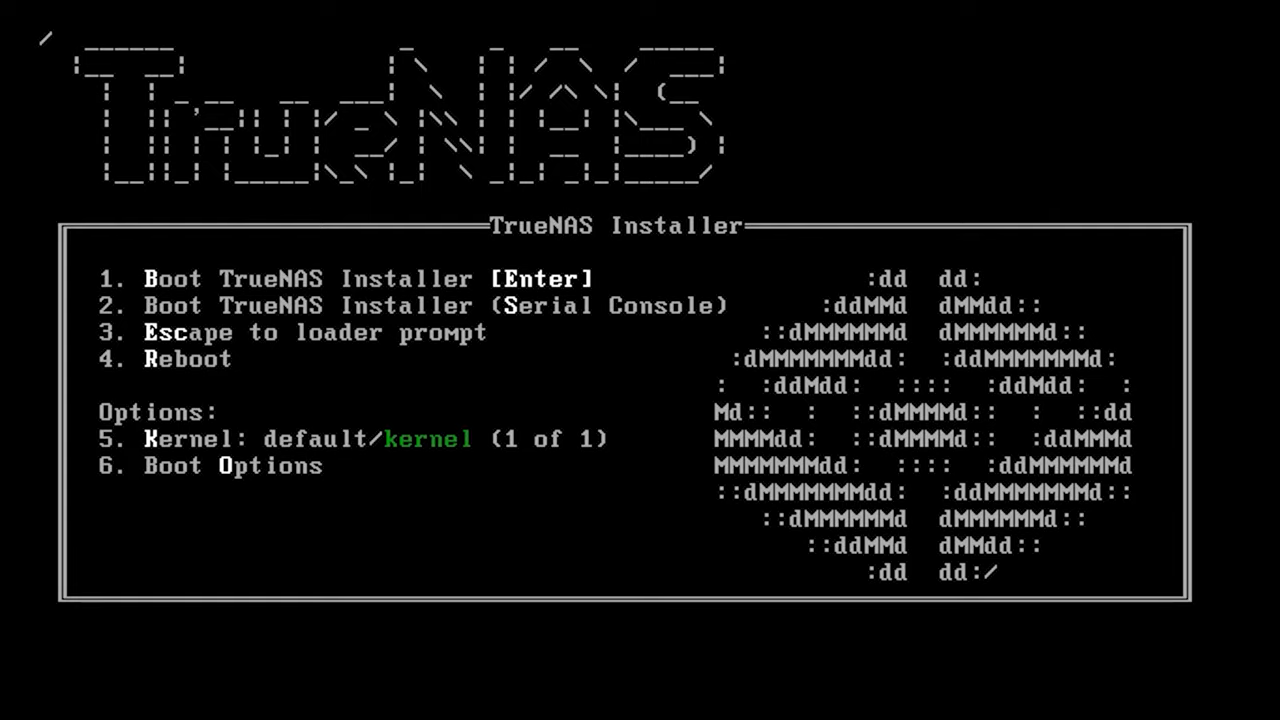 TrueNAS
TrueNAS Installer
1. Boot TrueNAS Installer [Enter]
2. Boot TrueNAS Installer (Serial Console)
3. Escape to loader prompt
4. Reboot
Options:
5. Kernel: default/kernel (1 of 1)
6. Boot Options